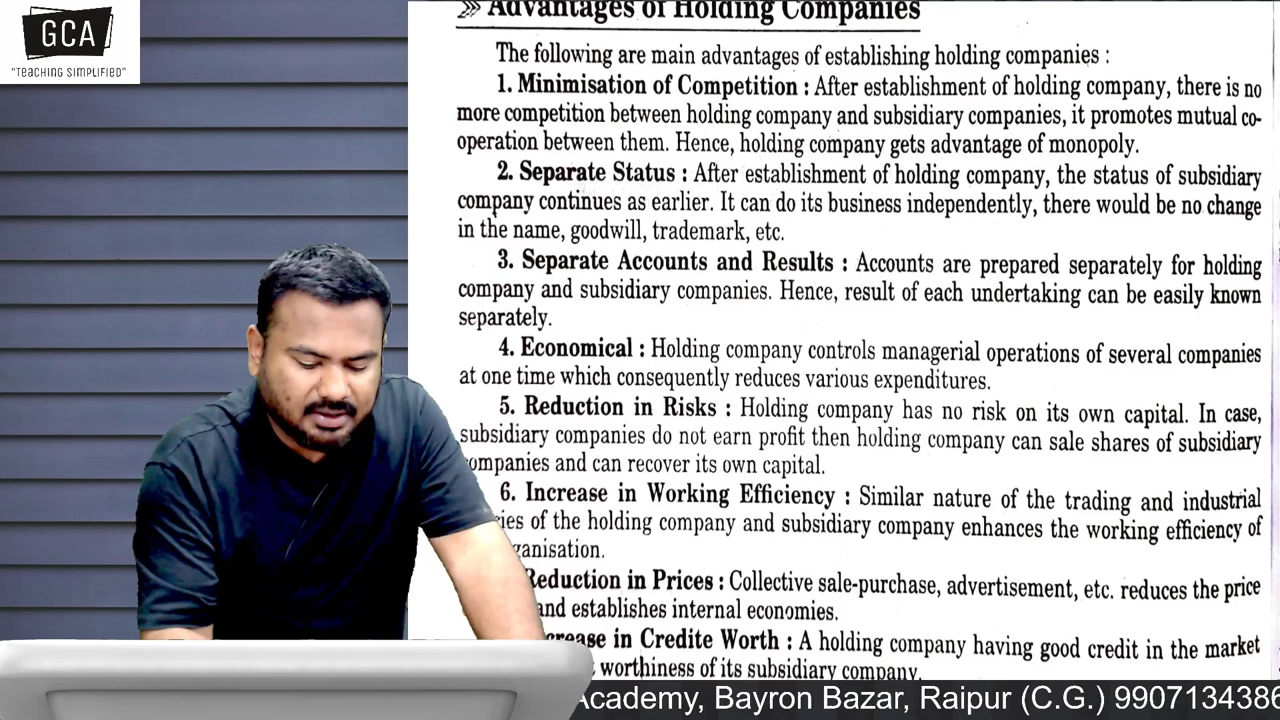 GCA
"TEACHING SIMPLIFIED"
Advantages of Holding Companies
The following are main advantages of establishing holding companies :
1. Minimisation of Competition : After establishment of holding company, there is no
more competition between holding company and subsidiary companies, it promotes mutual co-
operation between them. Hence, holding company gets advantage of monopoly.
2. Separate Status : After establishment of holding company, the status of subsidiary
company continues as earlier. It can do its business independently, there would be no change
in the name, goodwill, trademark, etc.
3. Separate Accounts and Results : Accounts are prepared separately for holding
company and subsidiary companies. Hence, result of each undertaking can be easily known
separately.
4. Economical : Holding company controls managerial operations of several companies
at one time which consequently reduces various expenditures.
5. Reduction in Risks : Holding company has no risk on its own capital. In case,
subsidiary companies do not earn profit then holding company can sale shares of subsidiary
ompanies and can recover its own capital.
6. Increase in Working Efficiency : Similar nature of the trading and industrial
ies of the holding company and subsidiary company enhances the working efficiency of
ganisation.
Reduction in Prices : Collective sale-purchase, advertisement, etc. reduces the price
and establishes internal economies.
crease in Credite Worth : A holding company having good credit in the market
worthiness of its subsidiary company.
Academy, Bayron Bazar, Raipur (C.G.) 9907134386